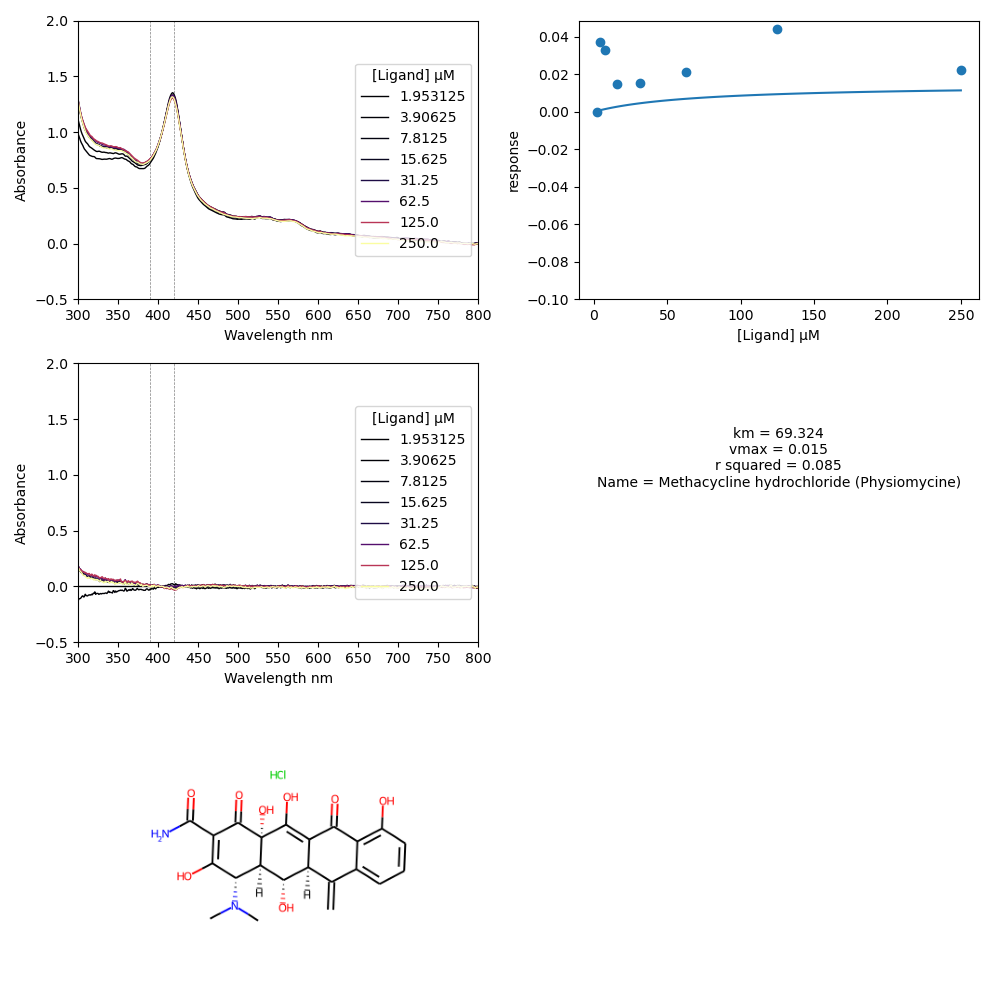 2.0
1.5
1.0
0.5
0.0
−0.5
Absorbance
300 350 400 450 500 550 600 650 700 750 800
Wavelength nm
[Ligand] μM
1.953125
3.90625
7.8125
15.625
31.25
62.5
125.0
250.0
0.04
0.02
0.00
−0.02
−0.04
−0.06
−0.08
−0.10
response
0 50 100 150 200 250
[Ligand] μM
2.0
1.5
1.0
0.5
0.0
−0.5
Absorbance
300 350 400 450 500 550 600 650 700 750 800
Wavelength nm
[Ligand] μM
1.953125
3.90625
7.8125
15.625
31.25
62.5
125.0
250.0
km = 69.324
vmax = 0.015
r squared = 0.085
Name = Methacycline hydrochloride (Physiomycine)
HCl
O O OH OH O OH
H2N
HO
H H
N OH